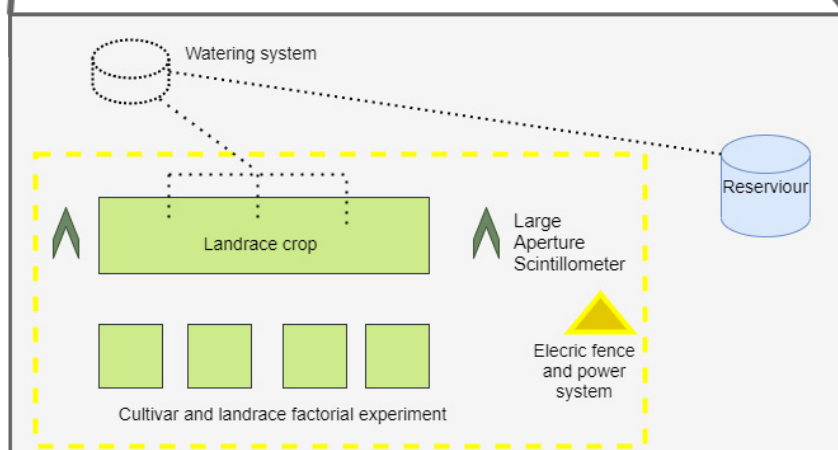 Watering system
Reserviour
Landrace crop
Large
Aperture
Scintillometer
Elecric fence
and power
system
Cultivar and landrace factorial experiment